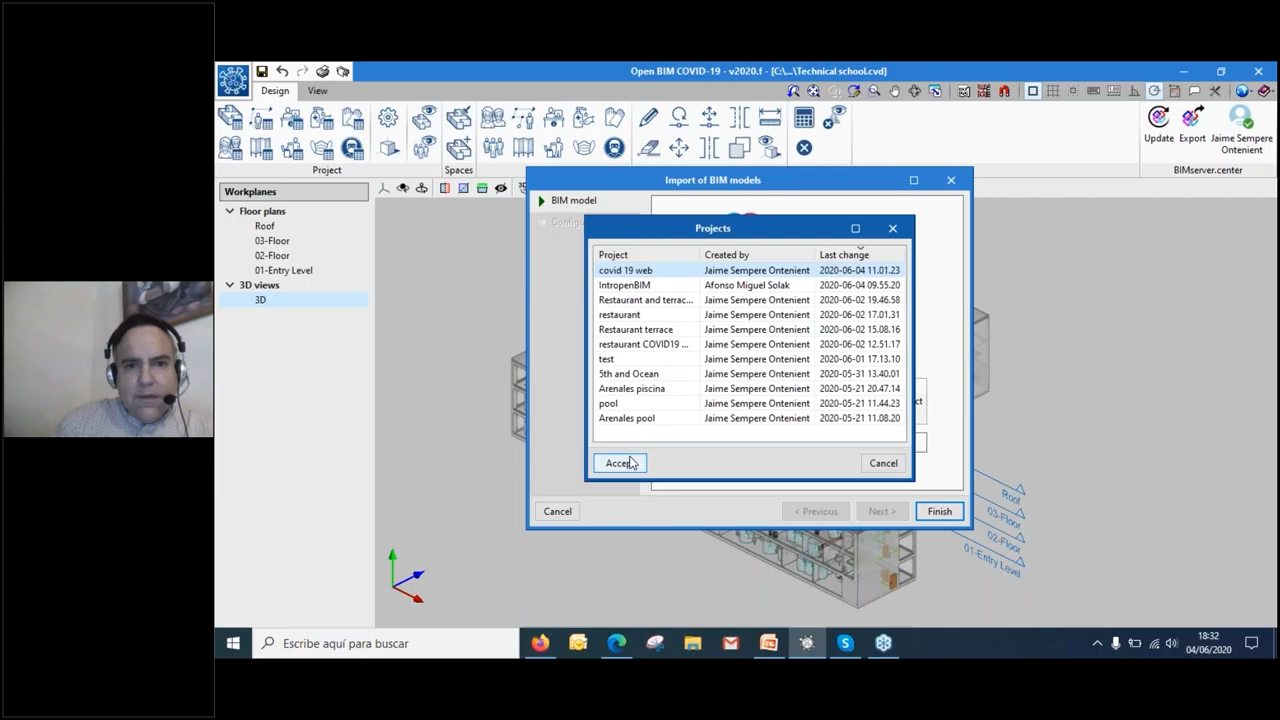 Open BIM COVID-19 - v2020.f - [C:\...\Technical school.cvd]
Design View
Update Export Jaime Sempere Ontenient
Project Spaces BIMserver.center
Workplanes
Floor plans
Roof
03-Floor
02-Floor
01-Entry Level
3D views
3D
Import of BIM models
BIM model
Configu
Projects
Project Created by Last change
covid 19 web Jaime Sempere Ontenient 2020-06-04 11.01.23
IntropenBIM Afonso Miguel Solak 2020-06-04 09.55.20
Restaurant and terrac... Jaime Sempere Ontenient 2020-06-02 19.46.58
restaurant Jaime Sempere Ontenient 2020-06-02 17.01.31
Restaurant terrace Jaime Sempere Ontenient 2020-06-02 15.08.16
restaurant COVID19 ... Jaime Sempere Ontenient 2020-06-02 12.51.17
test Jaime Sempere Ontenient 2020-06-01 17.13.10
5th and Ocean Jaime Sempere Ontenient 2020-05-31 13.40.01
Arenales piscina Jaime Sempere Ontenient 2020-05-21 20.47.14
pool Jaime Sempere Ontenient 2020-05-21 11.44.23
Arenales pool Jaime Sempere Ontenient 2020-05-21 11.08.20
ct
Accep Cancel
Cancel < Previous Next > Finish
Roof
03-Floor
02-Floor
01-Entry Level
Escribe aquí para buscar
18:32
04/06/2020